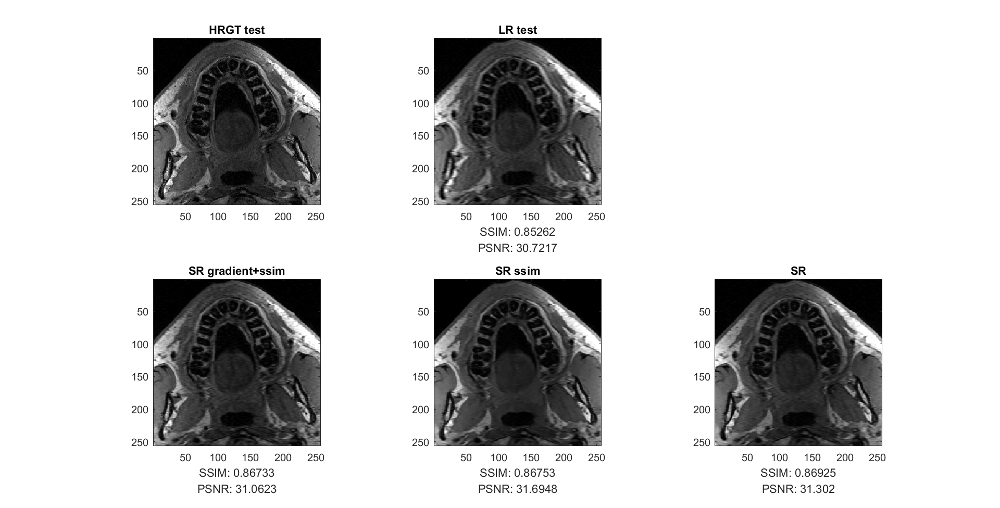 HRGT test
50
100
150
200
250
50 100 150 200 250
LR test
50
100
150
200
250
50 100 150 200 250
SSIM: 0.85262
PSNR: 30.7217
SR gradient+ssim
50
100
150
200
250
50 100 150 200 250
SSIM: 0.86733
PSNR: 31.0623
SR ssim
50
100
150
200
250
50 100 150 200 250
SSIM: 0.86753
PSNR: 31.6948
SR
50
100
150
200
250
50 100 150 200 250
SSIM: 0.86925
PSNR: 31.302